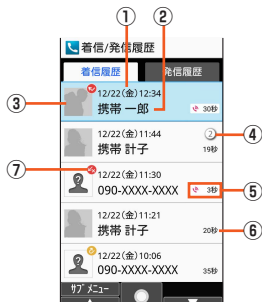 ① ②
着信/発信履歴
着信履歴 発信履歴
③ 12/22(金)12:34
携帯 一郎 30秒
12/22(金)11:44 2 ④
携帯 計子 19秒
⑦ 12/22(金)11:30
090-XXXX-XXXX 3秒 ⑤
12/22(金)11:21
携帯 計子 20秒 ⑥
12/22(金)10:06
090-XXXX-XXXX 35秒
サブメニュー